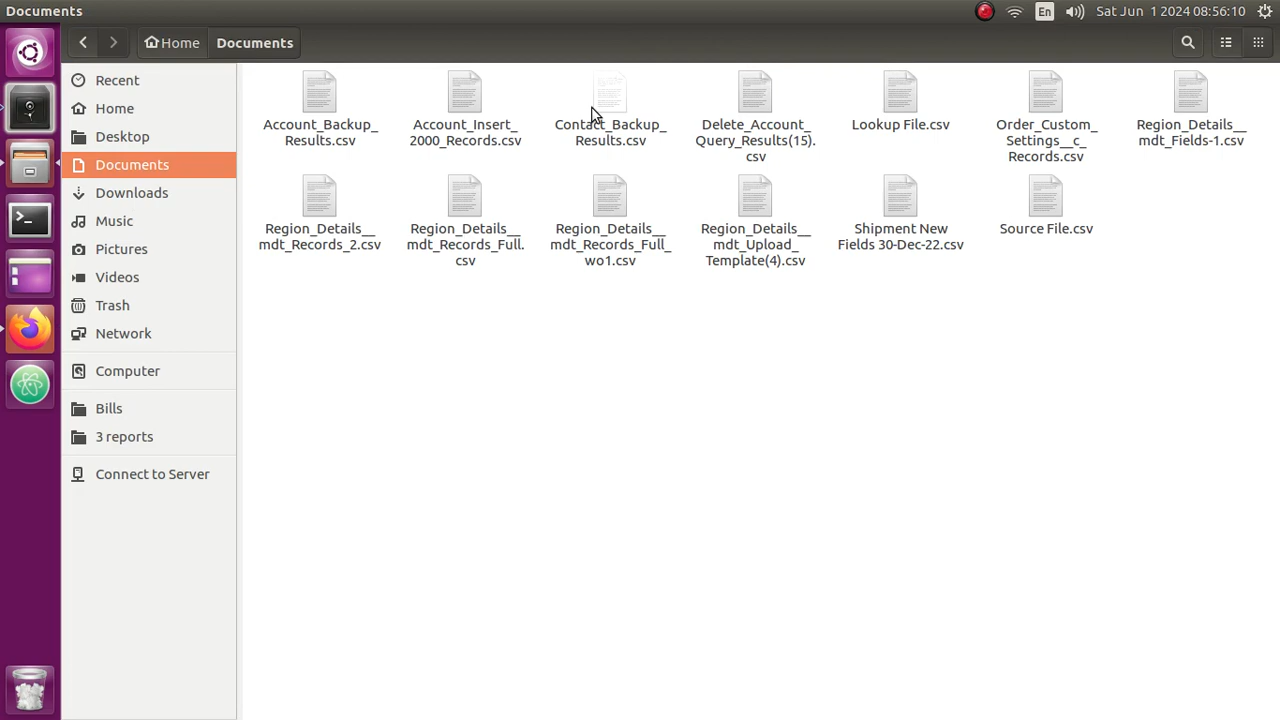 Documents
En
Sat Jun 1 2024 08:56:10
Home
Documents
Recent
Home
Desktop
Documents
Downloads
Music
Pictures
Videos
Trash
Network
Computer
Bills
3 reports
Connect to Server
Account_Backup_
Results.csv
Account_Insert_
2000_Records.csv
Contact_Backup_
Results.csv
Delete_Account_
Query_Results(15).
csv
Lookup File.csv
Order_Custom_
Settings__c_
Records.csv
Region_Details__
mdt_Fields-1.csv
Region_Details__
mdt_Records_2.csv
Region_Details__
mdt_Records_Full.
csv
Region_Details__
mdt_Records_Full_
wo1.csv
Region_Details__
mdt_Upload_
Template(4).csv
Shipment New
Fields 30-Dec-22.csv
Source File.csv